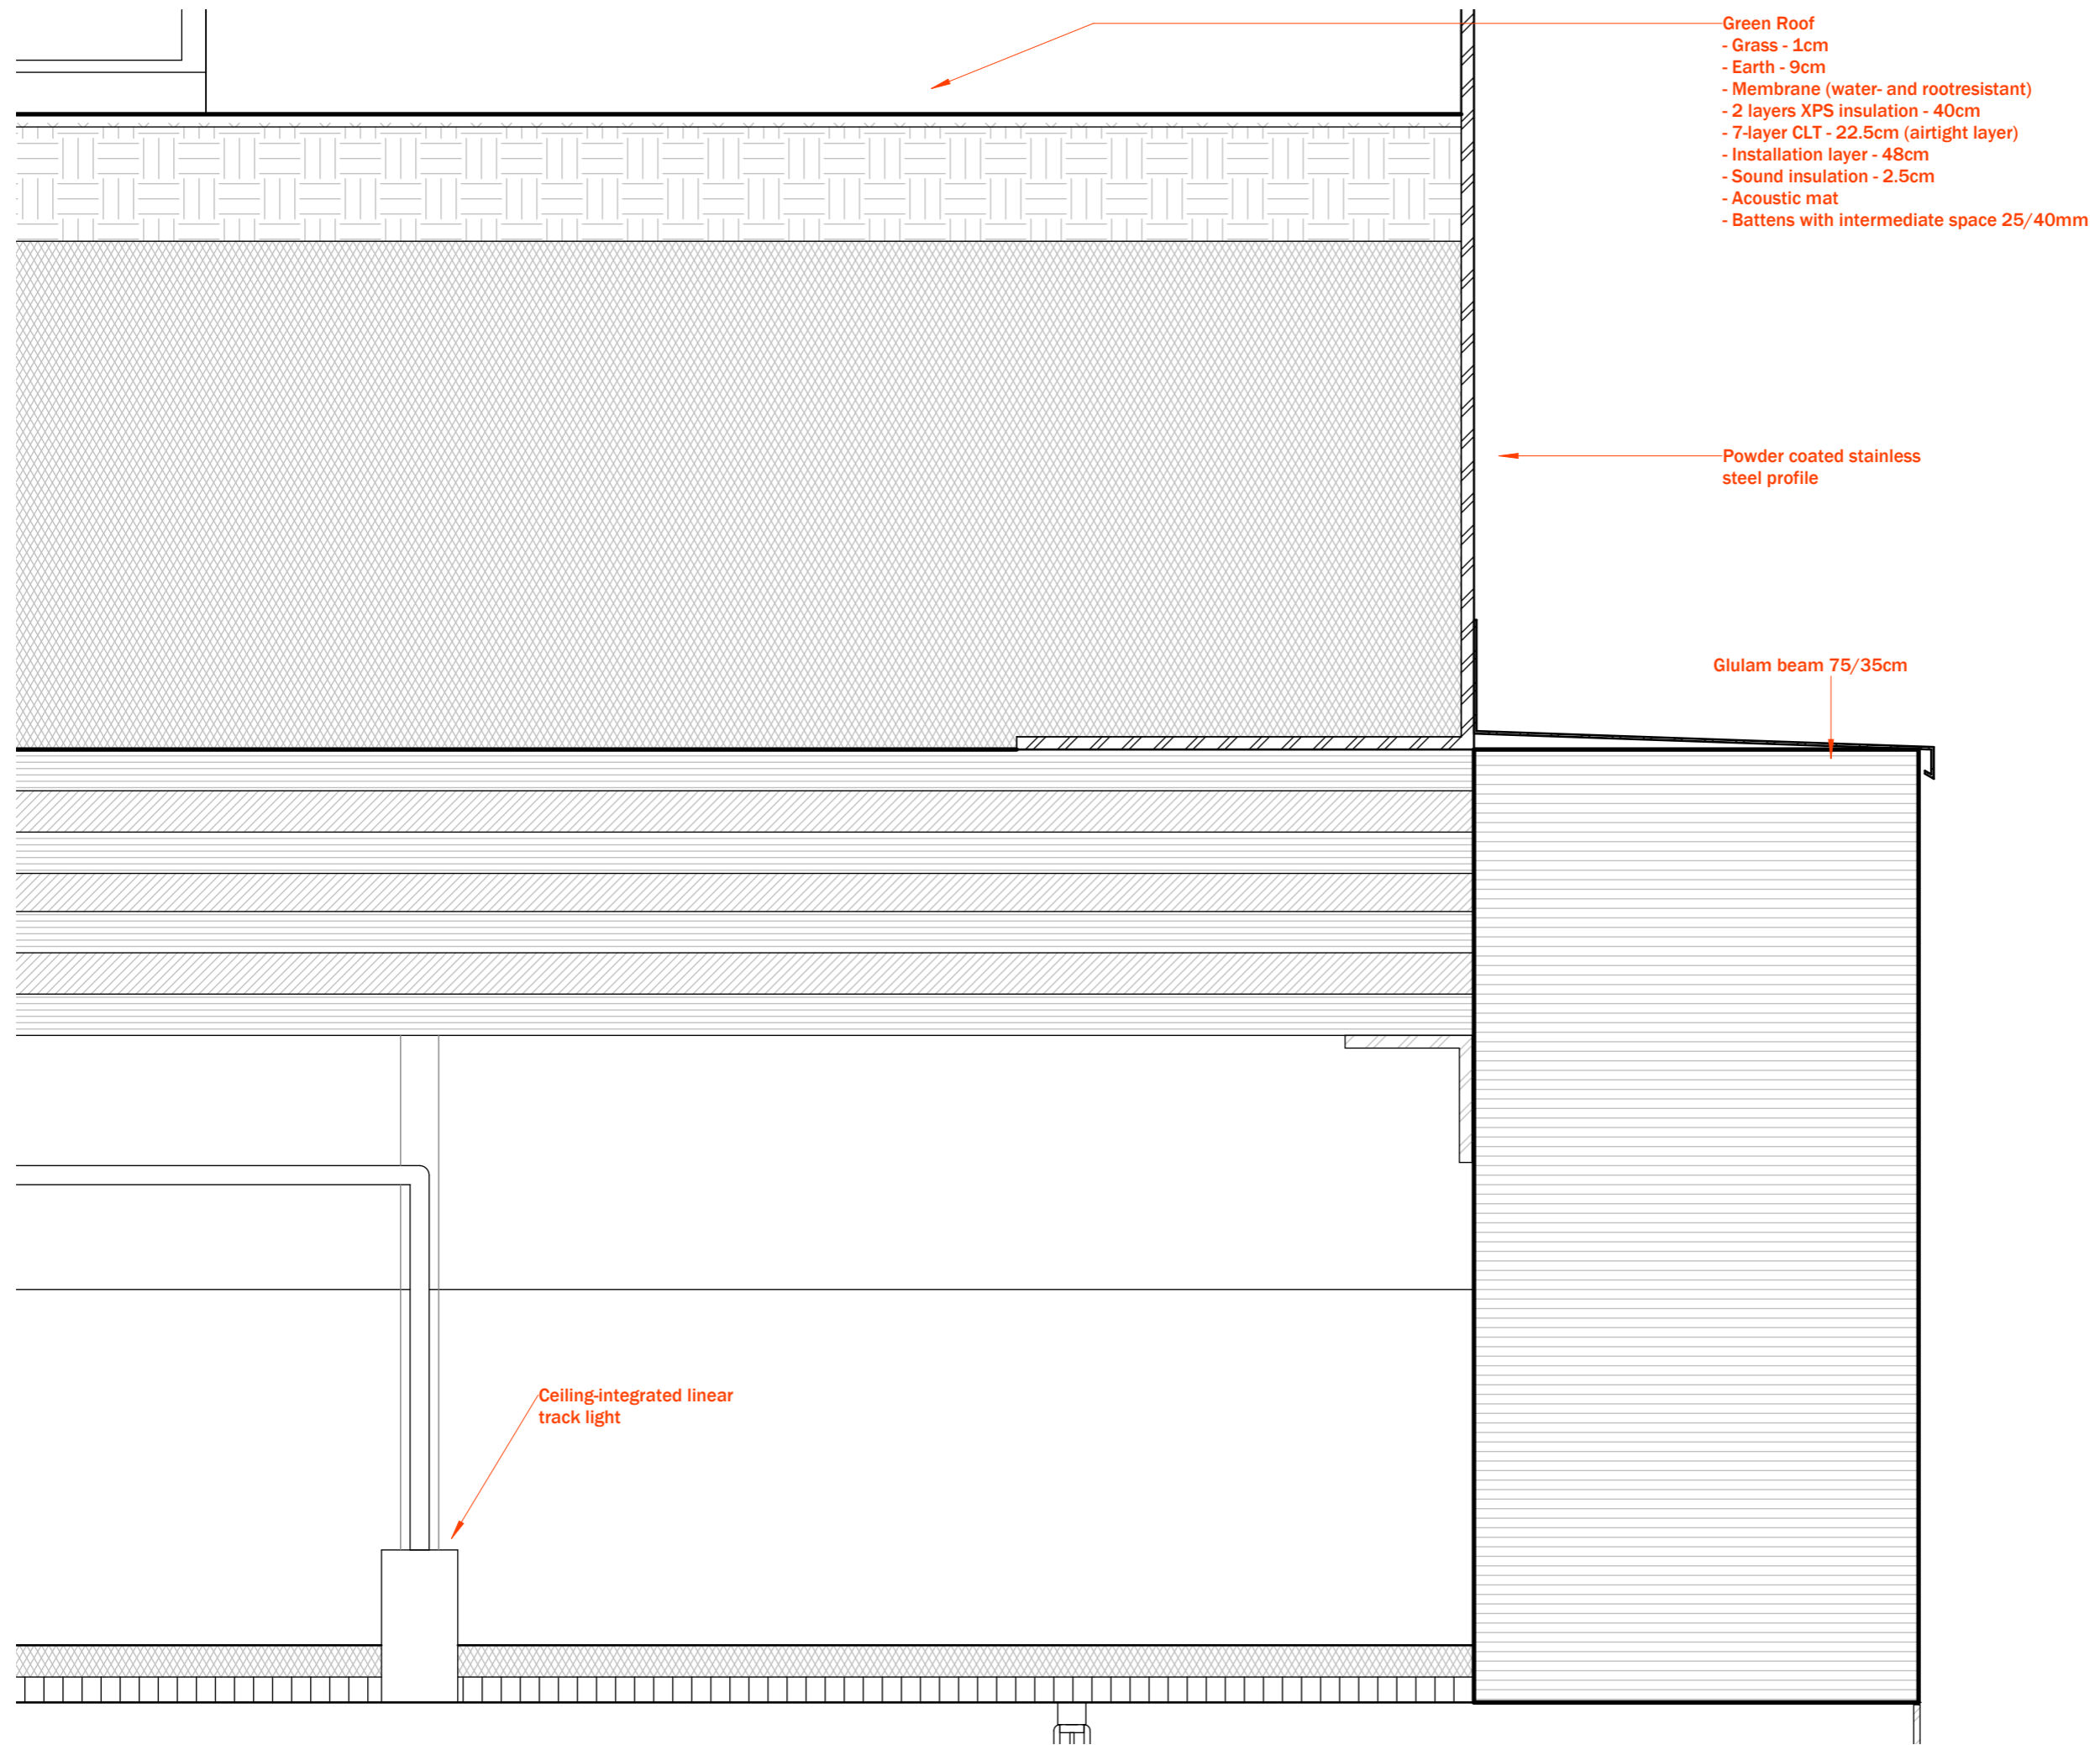 Green Roof
- Grass - 1cm
- Earth - 9cm
- Membrane (water- and rootresistant)
- 2 layers XPS insulation - 40cm
- 7-layer CLT - 22.5cm (airtight layer)
- Installation layer - 48cm
- Sound insulation - 2.5cm
- Acoustic mat
- Battens with intermediate space 25/40mm
Powder coated stainless
steel profile
Glulam beam 75/35cm
Ceiling-integrated linear
track light